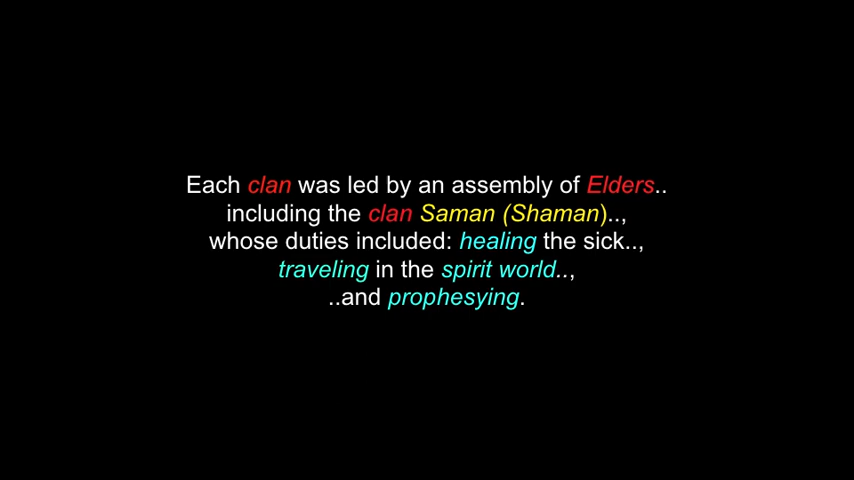 Each clan was led by an assembly of Elders..
including the clan Saman (Shaman)..,
whose duties included: healing the sick..,
traveling in the spirit world..,
..and prophesying.